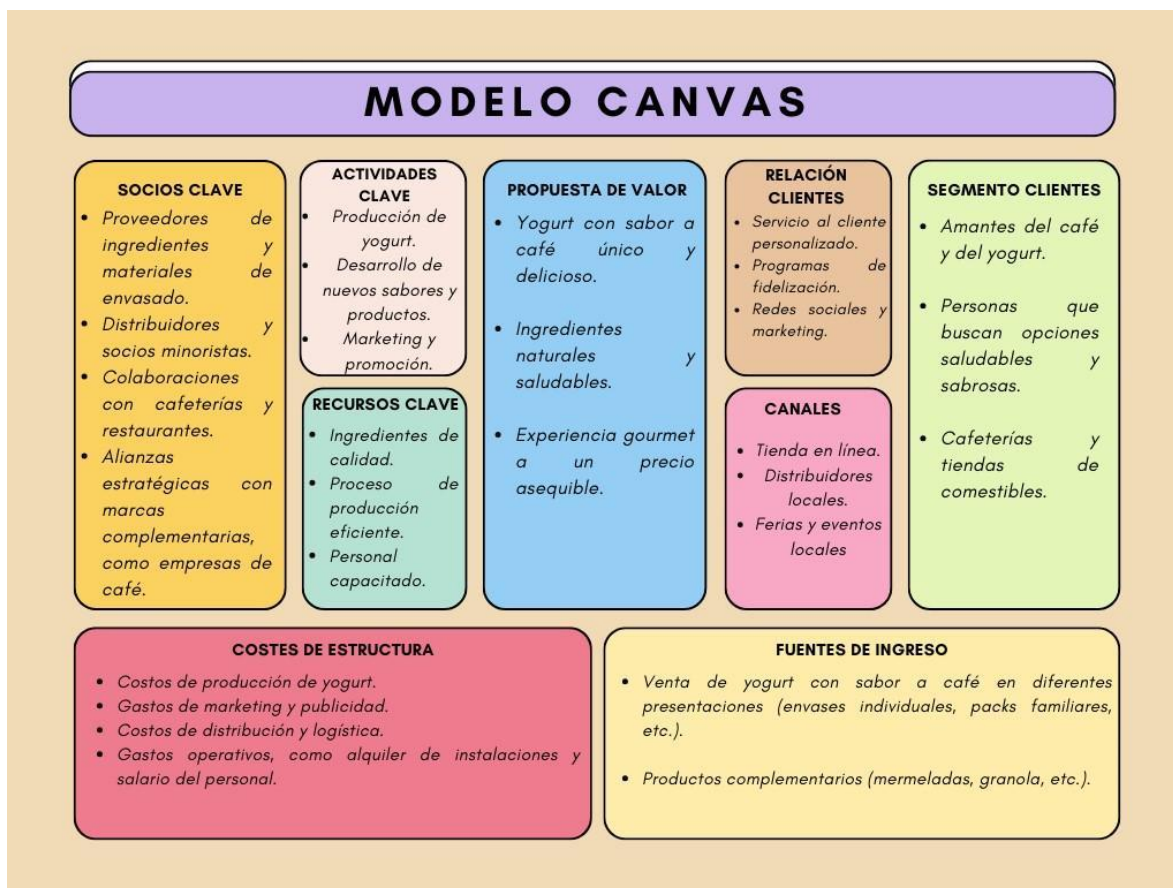 MODELO CANVAS
SOCIOS CLAVE
• Proveedores de
ingredientes y
materiales de
envasado.
• Distribuidores y
socios minoristas.
• Colaboraciones
con cafeterías y
restaurantes.
• Alianzas
estratégicas con
marcas
complementarias,
como empresas de
café.
ACTIVIDADES
CLAVE
• Producción de
yogurt.
• Desarrollo de
nuevos sabores y
productos.
• Marketing y
promoción.
RECURSOS CLAVE
• Ingredientes de
calidad.
• Proceso de
producción
eficiente.
• Personal
capacitado.
PROPUESTA DE VALOR
• Yogurt con sabor a
café único y
delicioso.
• Ingredientes
naturales y
saludables.
• Experiencia gourmet
a un precio
asequible.
RELACIÓN
CLIENTES
• Servicio al cliente
personalizado.
• Programas de
fidelización.
• Redes sociales y
marketing.
CANALES
• Tienda en línea.
• Distribuidores
locales.
• Ferias y eventos
locales
SEGMENTO CLIENTES
• Amantes del café
y del yogurt.
• Personas que
buscan opciones
saludables y
sabrosas.
• Cafeterías y
tiendas de
comestibles.
COSTES DE ESTRUCTURA
• Costos de producción de yogurt.
• Gastos de marketing y publicidad.
• Costos de distribución y logística.
• Gastos operativos, como alquiler de instalaciones y
salario del personal.
FUENTES DE INGRESO
• Venta de yogurt con sabor a café en diferentes
presentaciones (envases individuales, packs familiares,
etc.).
• Productos complementarios (mermeladas, granola, etc.).